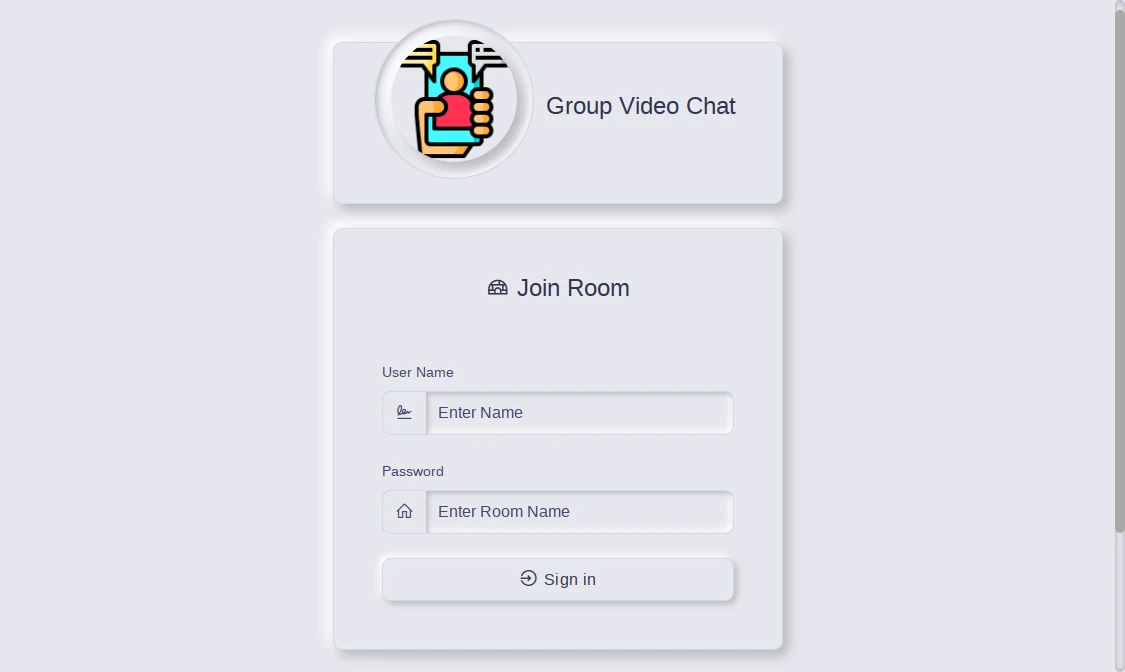 Group Video Chat
Join Room
User Name
Enter Name
Password
Enter Room Name
Sign in